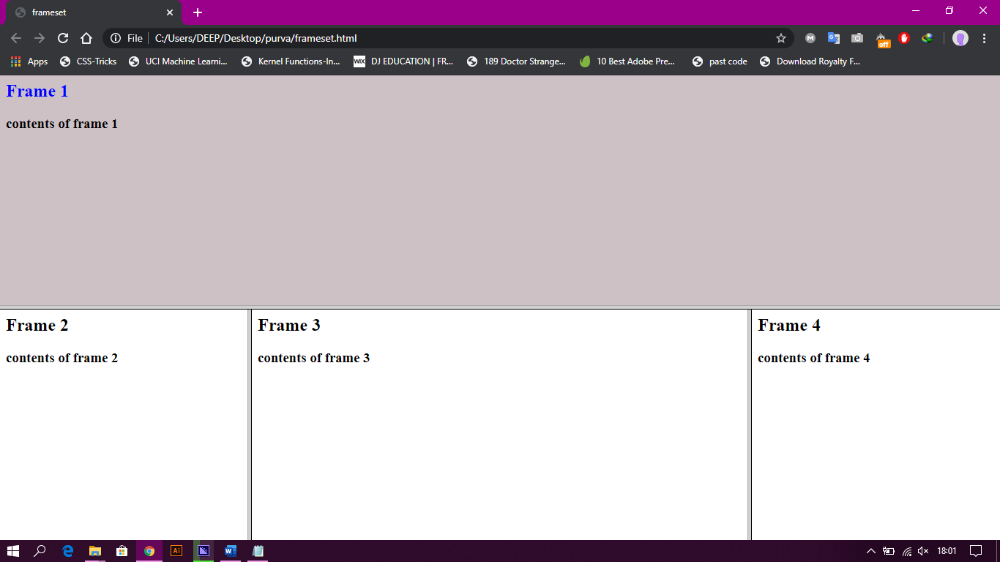 frameset
File C:/Users/DEEP/Desktop/purva/frameset.html
M off
Apps CSS-Tricks UCI Machine Learni... Kernel Functions-In... WIX DJ EDUCATION | FR... 189 Doctor Strange... 10 Best Adobe Pre... past code Download Royalty F...
Frame 1
contents of frame 1
Frame 2 Frame 3 Frame 4
contents of frame 2 contents of frame 3 contents of frame 4
Ai W 18:01